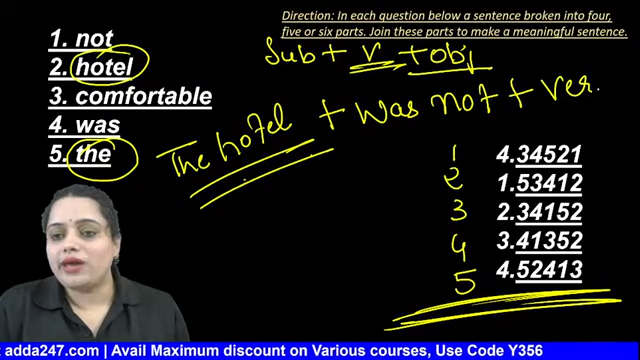 Direction: In each question below a sentence broken into four,
five or six parts. Join these parts to make a meaningful sentence.
1. not
2. hotel
3. comfortable
4. was
5. the
Sub + v + obj
The hotel + was not + ver.
1 4.34521
2 1.53412
3 2.34152
4 3.41352
5 4.52413
adda247.com | Avail Maximum discount on Various courses, Use Code Y356